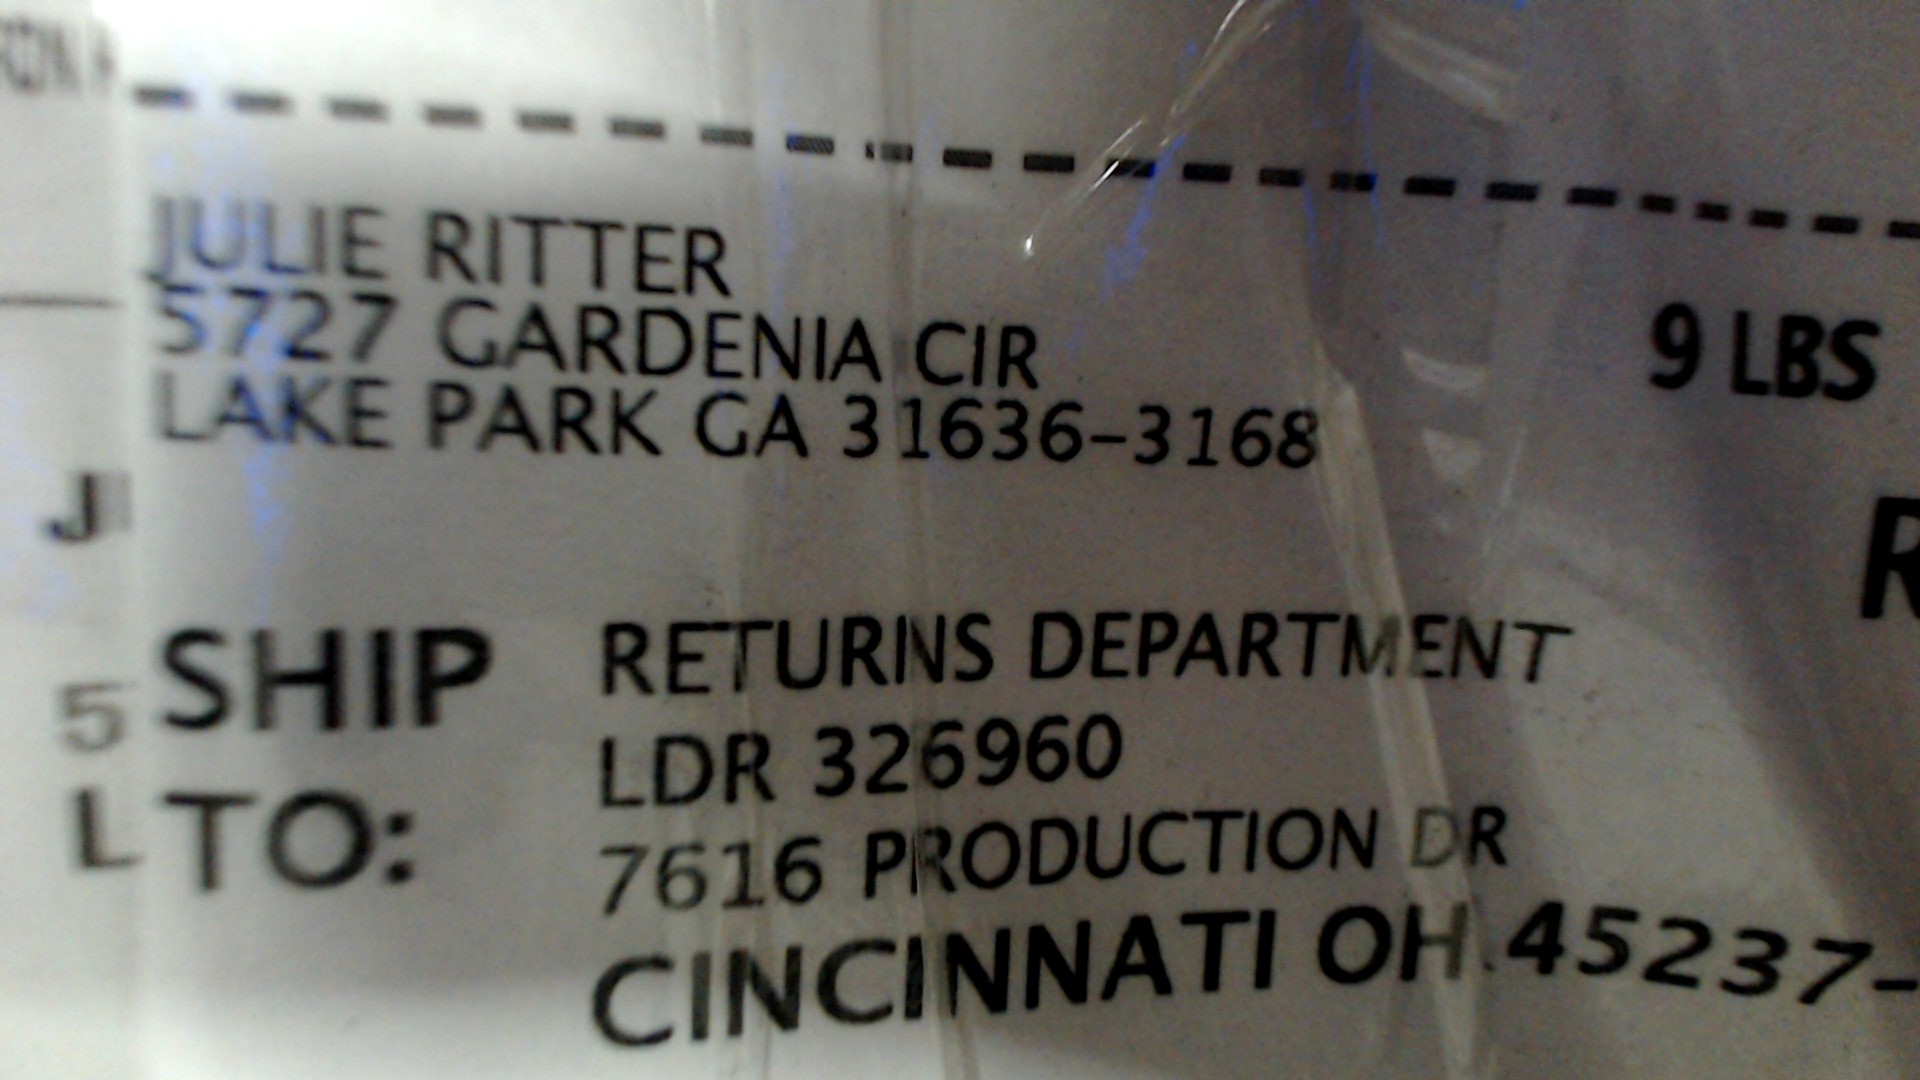 JULIE RITTER
5727 GARDENIA CIR
LAKE PARK GA 31636-3168
9 LBS
J
R
SHIP
TO:
5
L
RETURNS DEPARTMENT
LDR 326960
7616 PRODUCTION DR
CINCINNATI OH 45237-